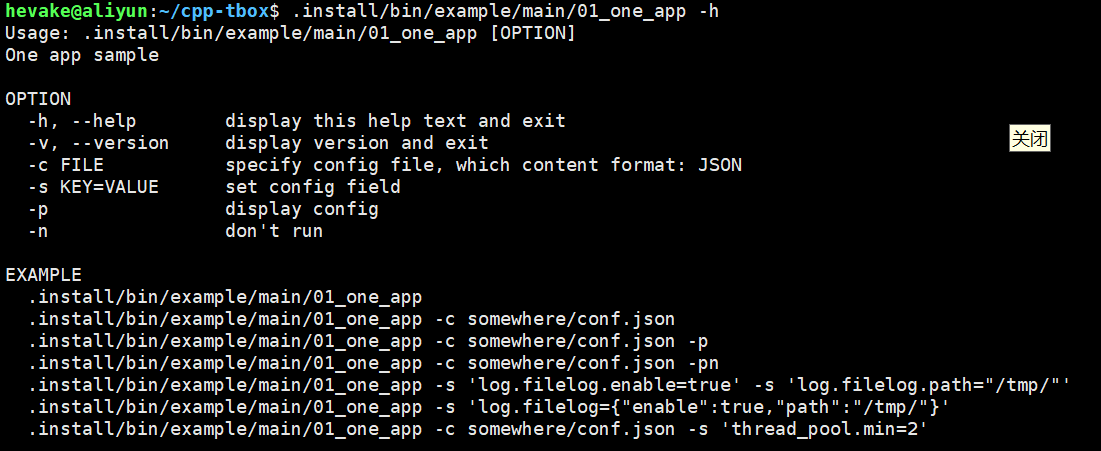 hevake@aliyun:~/cpp-tbox$ .install/bin/example/main/01_one_app -h
Usage: .install/bin/example/main/01_one_app [OPTION]
One app sample
OPTION
-h, --help display this help text and exit
-v, --version display version and exit
关闭
-c FILE specify config file, which content format: JSON
-s KEY=VALUE set config field
-p display config
-n don't run
EXAMPLE
.install/bin/example/main/01_one_app
.install/bin/example/main/01_one_app -c somewhere/conf.json
.install/bin/example/main/01_one_app -c somewhere/conf.json -p
.install/bin/example/main/01_one_app -c somewhere/conf.json -pn
.install/bin/example/main/01_one_app -s 'log.filelog.enable=true' -s 'log.filelog.path="/tmp/"'
.install/bin/example/main/01_one_app -s 'log.filelog={"enable":true,"path":"/tmp/"}'
.install/bin/example/main/01_one_app -c somewhere/conf.json -s 'thread_pool.min=2'